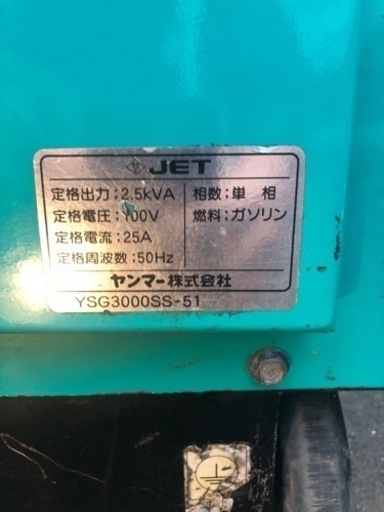 JET
定格出力:2.5kVA
定格電圧:100V
定格電流:25A
定格周波数:50Hz
相数:単 相
燃料:ガソリン
ヤンマー株式会社
YSG3000SS-51